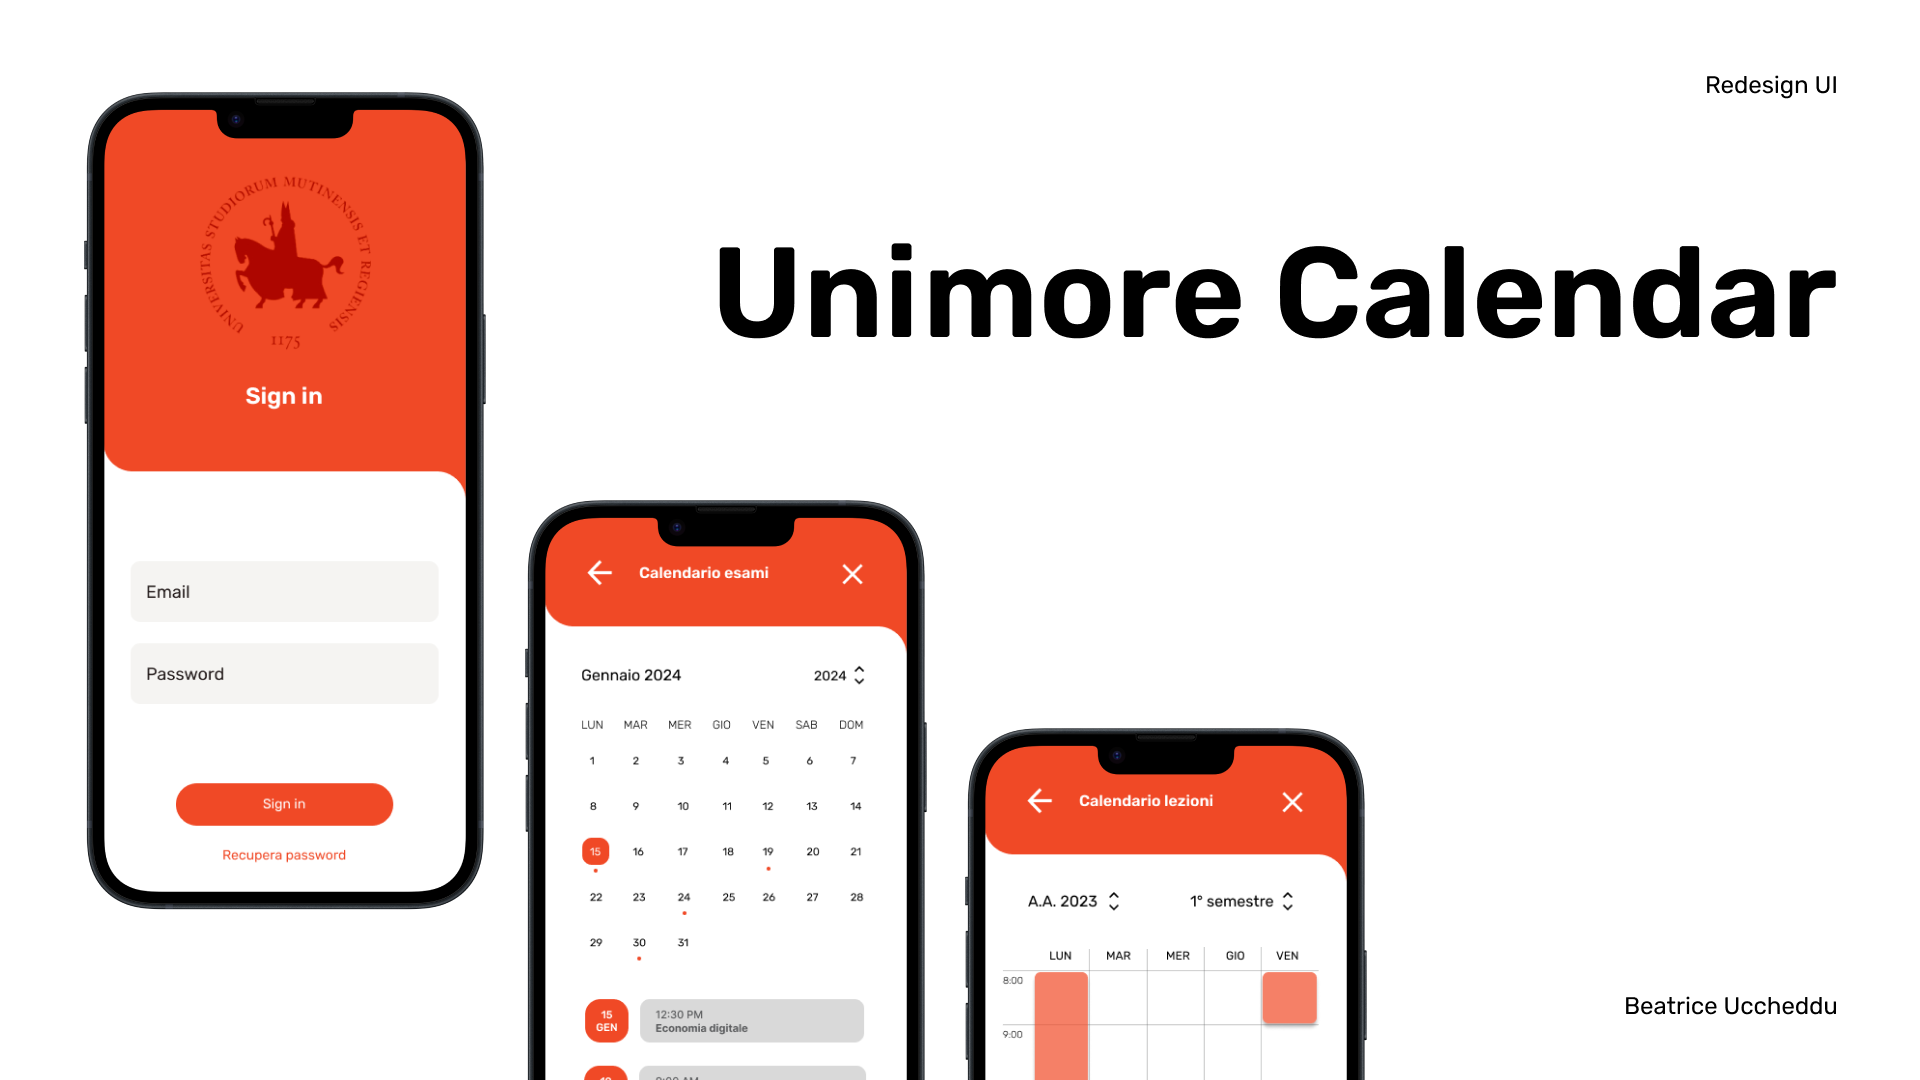 Redesign UI
Unimore Calendar
UNIVERSITAS STUDIORUM MUTINENSIS ET REGIENSIS
1175
Sign in
Email
Password
Sign in
Recupera password
Calendario esami
Gennaio 2024 2024
LUN MAR MER GIO VEN SAB DOM
1 2 3 4 5 6 7
8 9 10 11 12 13 14
15 16 17 18 19 20 21
22 23 24 25 26 27 28
29 30 31
15 GEN
12:30 PM
Economia digitale
Calendario lezioni
A.A. 2023 1° semestre
LUN MAR MER GIO VEN
8:00
9:00
Beatrice Uccheddu